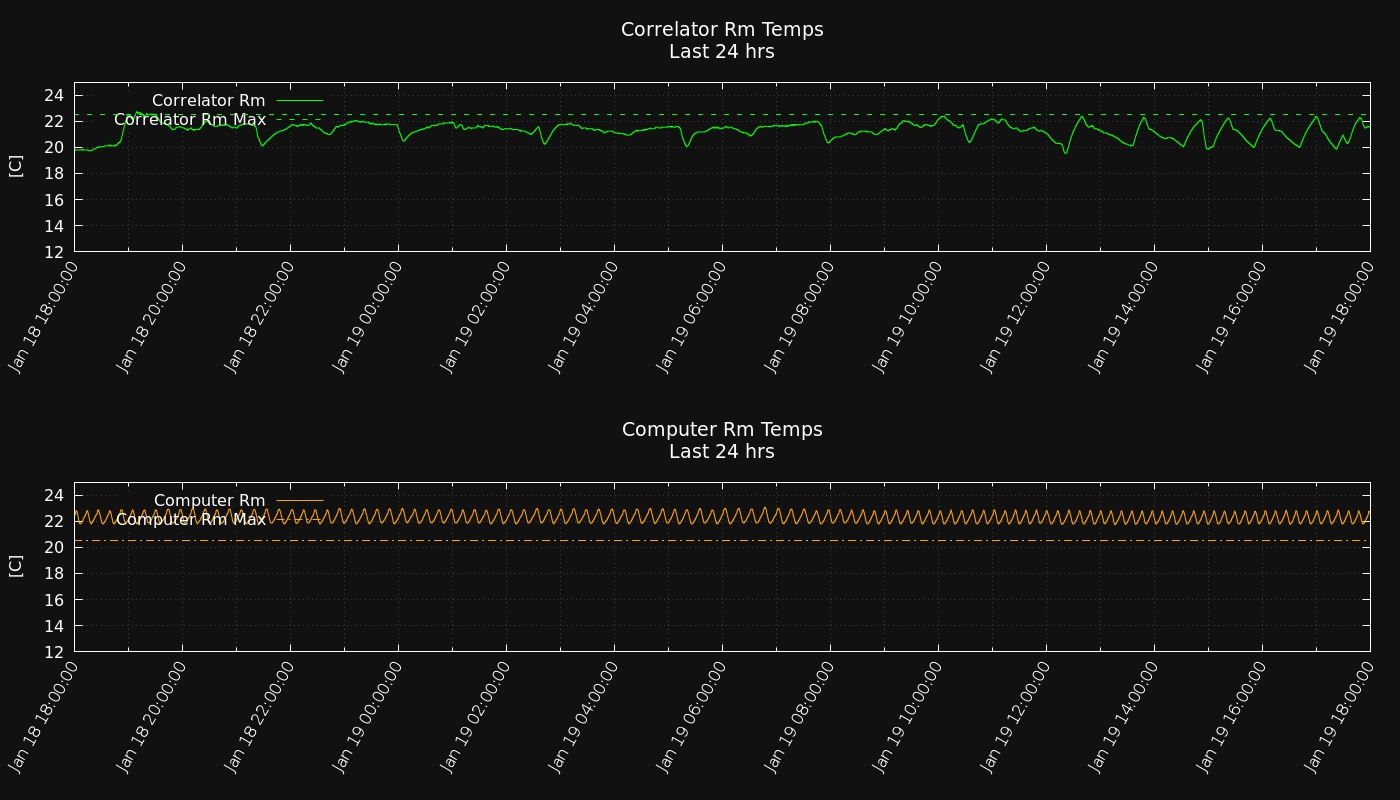 Correlator Rm Temps
Last 24 hrs
24
22
20
18
16
14
12
[C]
Correlator Rm
Correlator Rm Max
Jan 18 18:00:00
Jan 18 20:00:00
Jan 18 22:00:00
Jan 19 00:00:00
Jan 19 02:00:00
Jan 19 04:00:00
Jan 19 06:00:00
Jan 19 08:00:00
Jan 19 10:00:00
Jan 19 12:00:00
Jan 19 14:00:00
Jan 19 16:00:00
Jan 19 18:00:00
Computer Rm Temps
Last 24 hrs
24
22
20
18
16
14
12
[C]
Computer Rm
Computer Rm Max
Jan 18 18:00:00
Jan 18 20:00:00
Jan 18 22:00:00
Jan 19 00:00:00
Jan 19 02:00:00
Jan 19 04:00:00
Jan 19 06:00:00
Jan 19 08:00:00
Jan 19 10:00:00
Jan 19 12:00:00
Jan 19 14:00:00
Jan 19 16:00:00
Jan 19 18:00:00